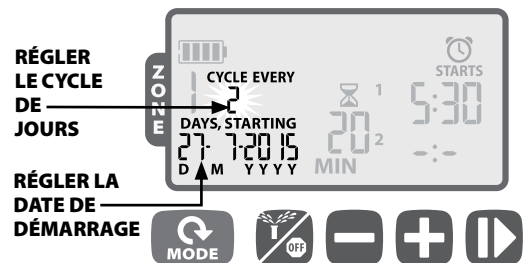 RÉGLER
LE CYCLE
DE
JOURS
RÉGLER LA
DATE DE
DÉMARRAGE
ZONE
1
CYCLE EVERY
2
DAYS, STARTING
27- 7-2015
D M Y Y Y Y
20
MIN
1
2
STARTS
5:30
-:-
MODE
OFF